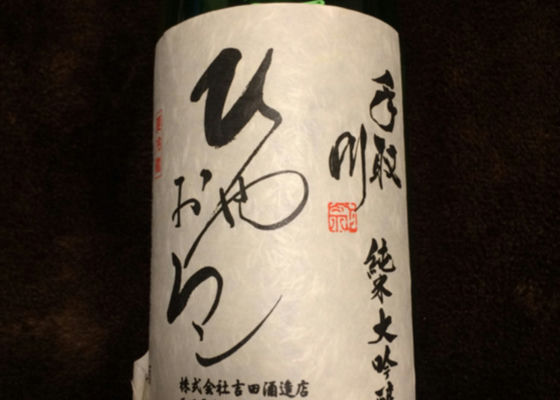 手取川
純米大吟醸
ひやおろし
株式会社吉田酒造店